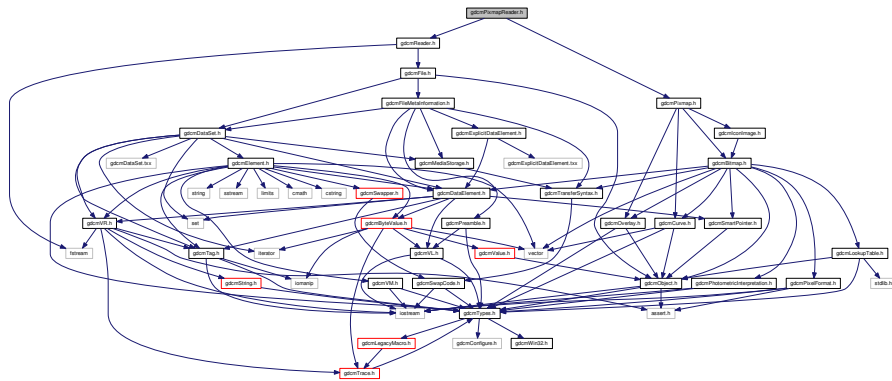 gdcmPixmapReader.h
gdcmReader.h
gdcmFile.h
gdcmFileMetaInformation.h
gdcmPixmap.h
gdcmDataSet.h
gdcmExplicitDataElement.h
gdcmIconImage.h
gdcmDataSet.txx
gdcmElement.h
gdcmMediaStorage.h
gdcmExplicitDataElement.txx
gdcmBitmap.h
string
sstream
limits
cmath
cstring
gdcmSwapper.h
gdcmDataElement.h
gdcmTransferSyntax.h
gdcmVR.h
set
gdcmByteValue.h
gdcmPreamble.h
gdcmOverlay.h
gdcmCurve.h
gdcmSmartPointer.h
fstream
gdcmTag.h
iterator
gdcmVL.h
gdcmValue.h
vector
gdcmLookupTable.h
gdcmString.h
iomanip
gdcmVM.h
gdcmSwapCode.h
gdcmObject.h
gdcmPhotometricInterpretation.h
gdcmPixelFormat.h
xtdlib.h
iostream
gdcmTypes.h
assert.h
gdcmLegacyMacro.h
gdcmConfigure.h
gdcmWin32.h
gdcmTrace.h